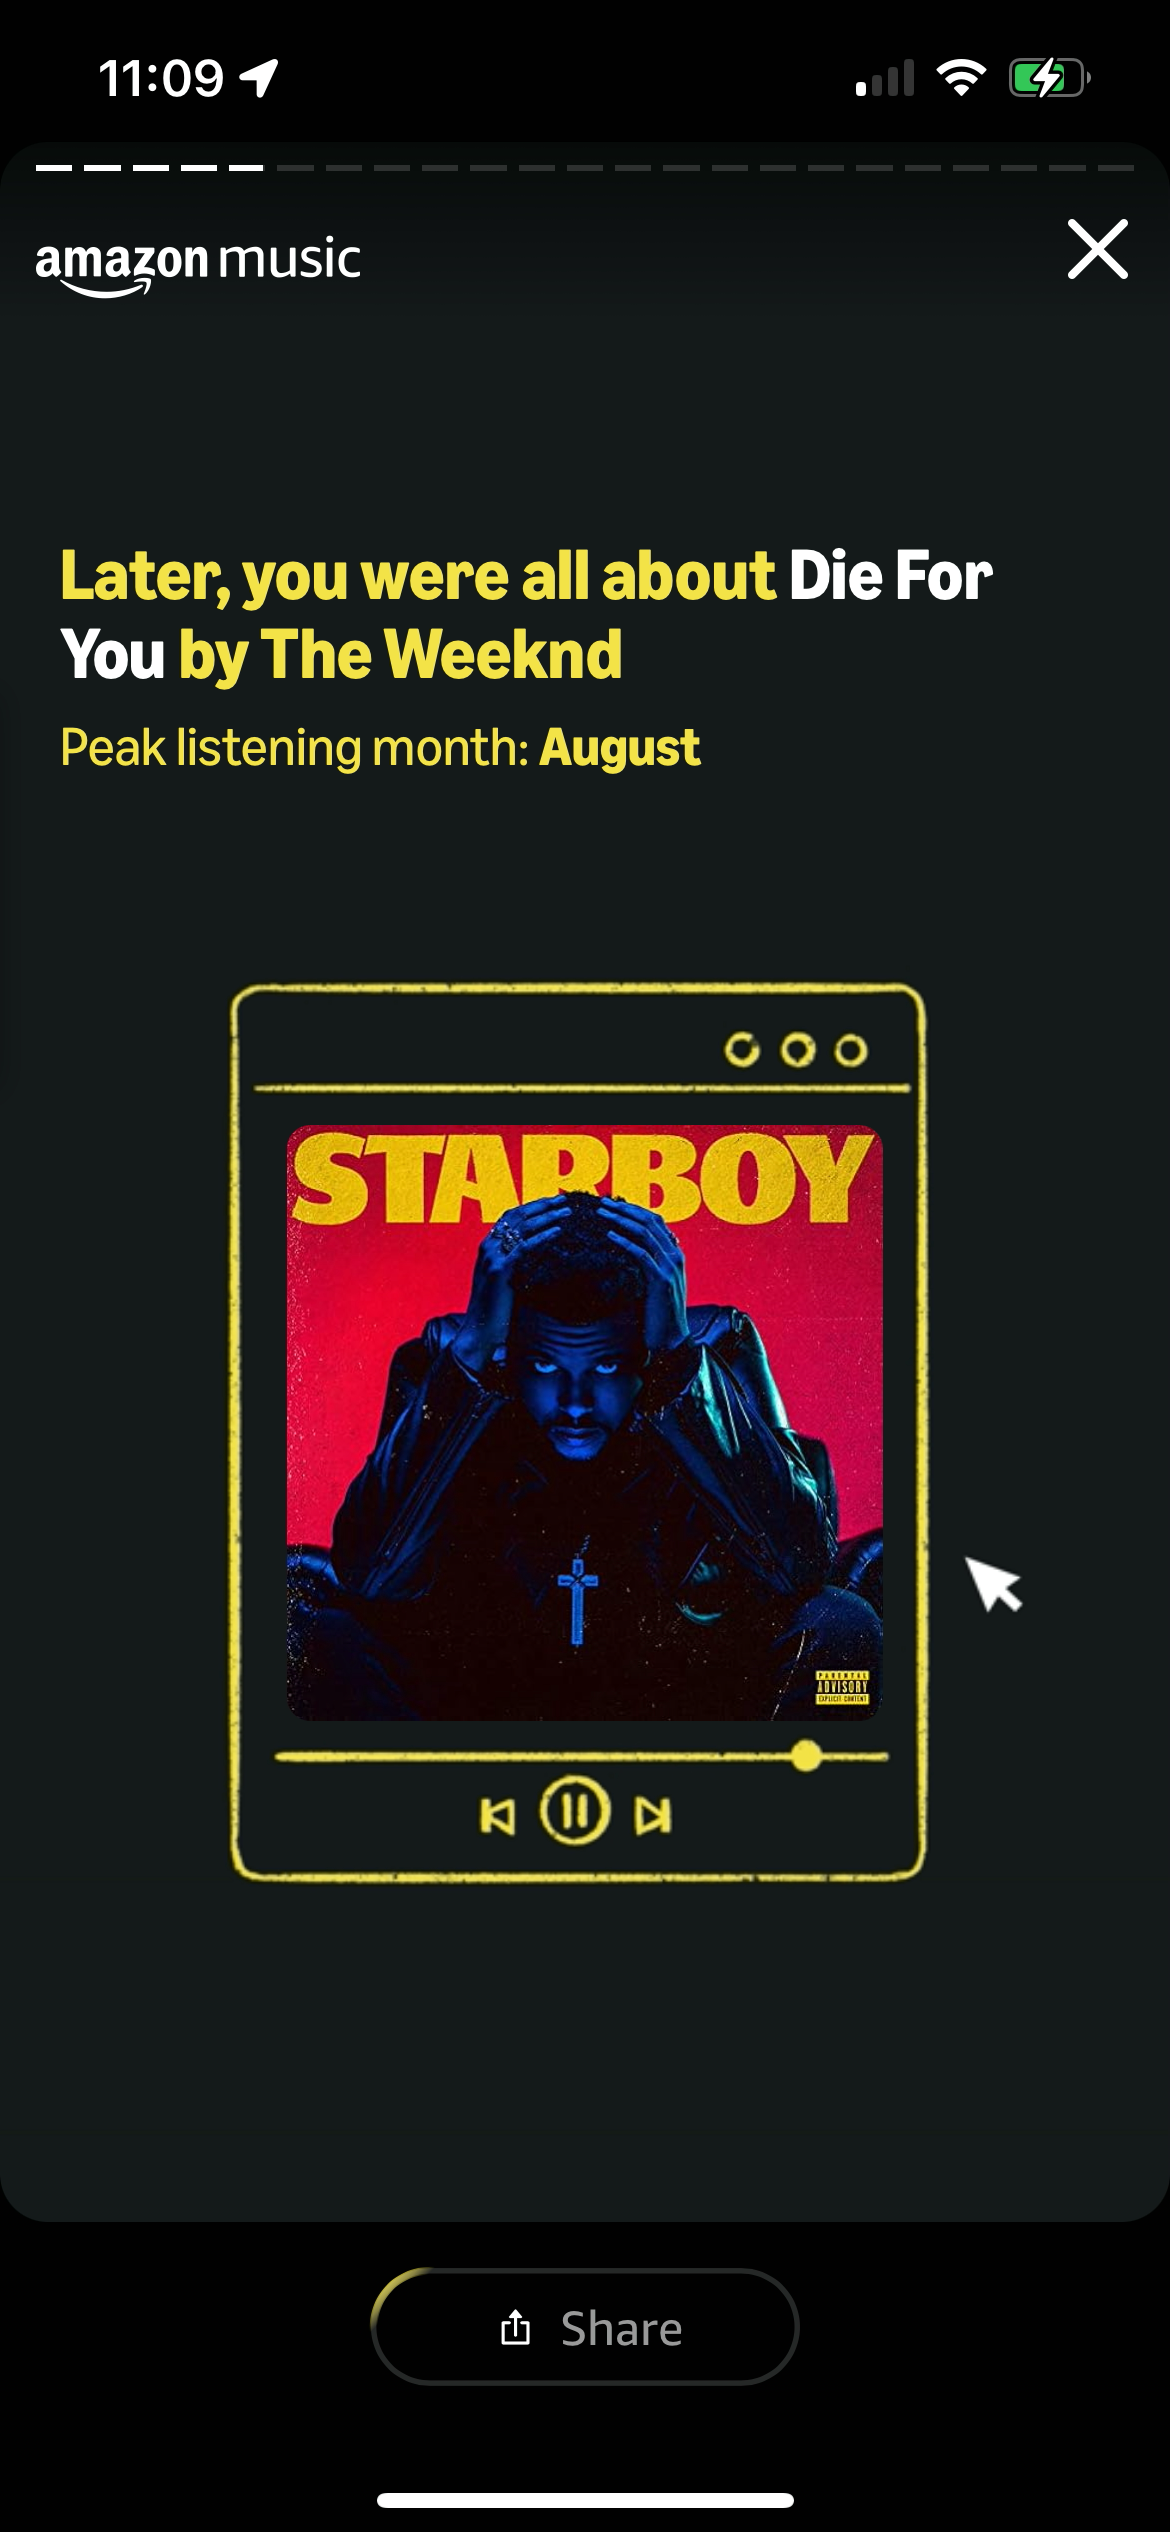 11:09
amazon music
Later, you were all about Die For
You by The Weeknd
Peak listening month: August
STARBOY
PARENTAL
ADVISORY
EXPLICIT CONTENT
Share